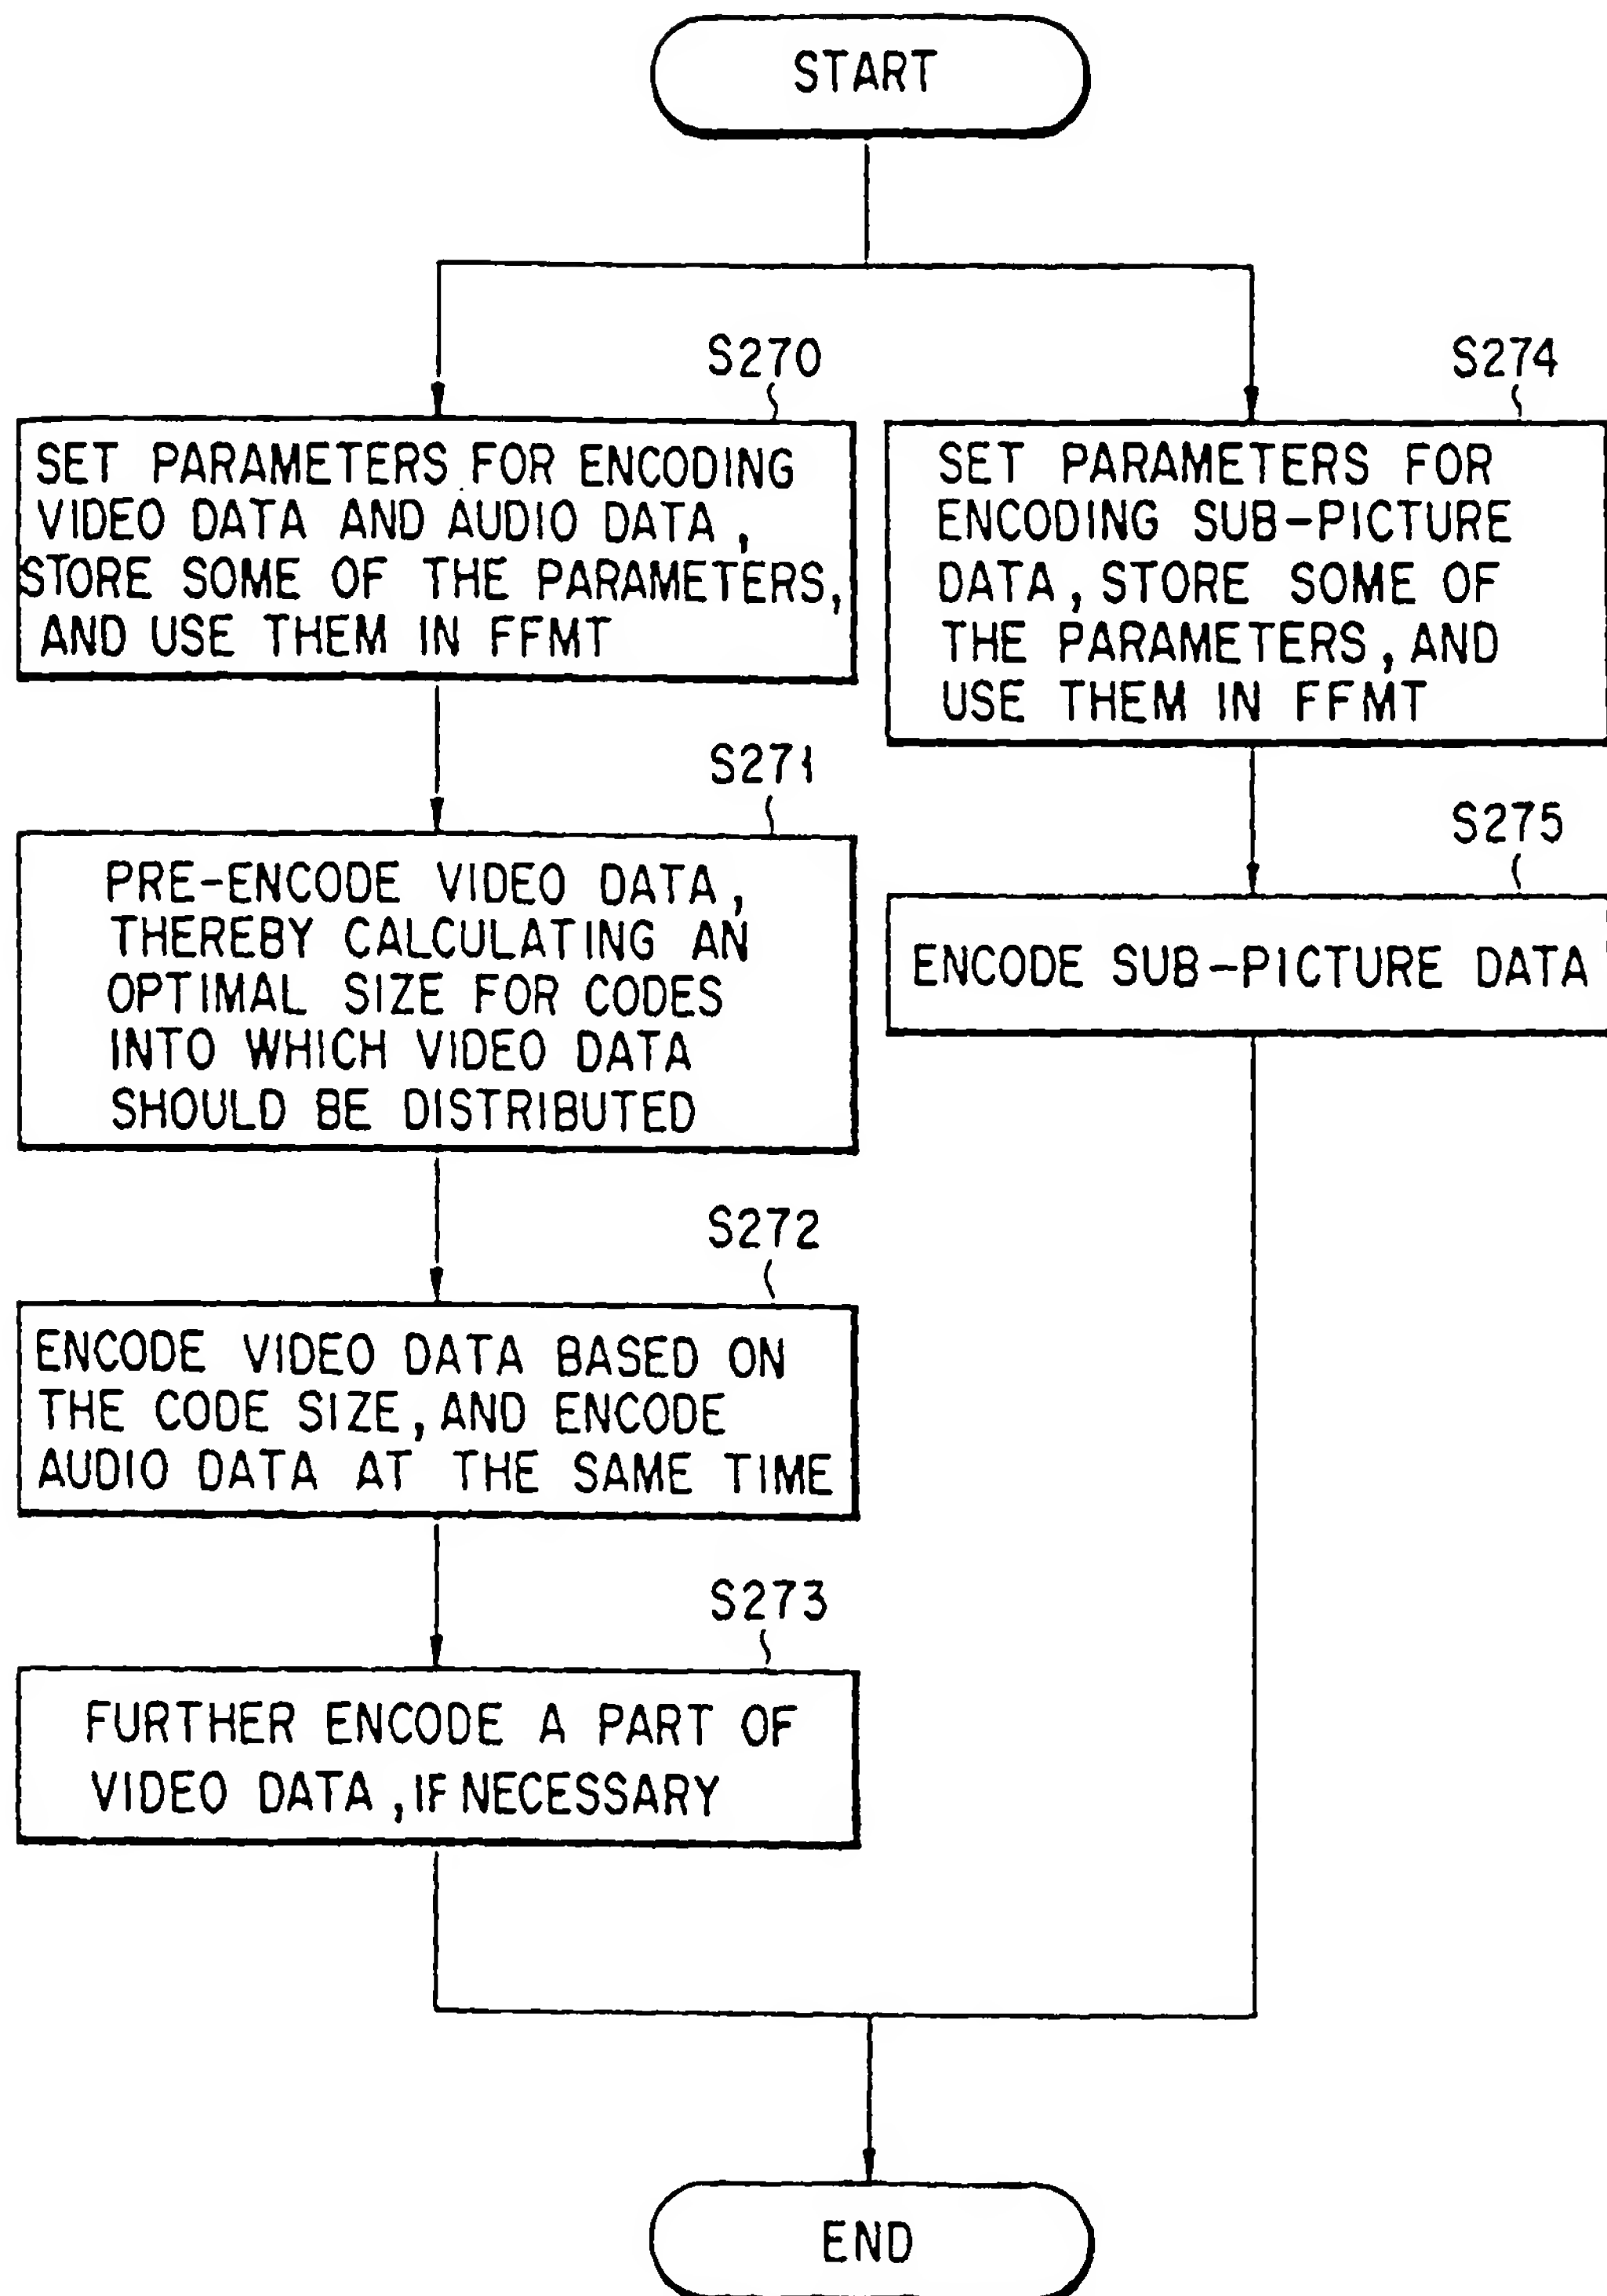 START
S270
SET PARAMETERS FOR ENCODING
VIDEO DATA AND AUDIO DATA,
STORE SOME OF THE PARAMETERS,
AND USE THEM IN FFMT
S271
PRE-ENCODE VIDEO DATA,
THEREBY CALCULATING AN
OPTIMAL SIZE FOR CODES
INTO WHICH VIDEO DATA
SHOULD BE DISTRIBUTED
S272
ENCODE VIDEO DATA BASED ON
THE CODE SIZE, AND ENCODE
AUDIO DATA AT THE SAME TIME
S273
FURTHER ENCODE A PART OF
VIDEO DATA, IF NECESSARY
S274
SET PARAMETERS FOR
ENCODING SUB-PICTURE
DATA, STORE SOME OF
THE PARAMETERS, AND
USE THEM IN FFMT
S275
ENCODE SUB-PICTURE DATA
END